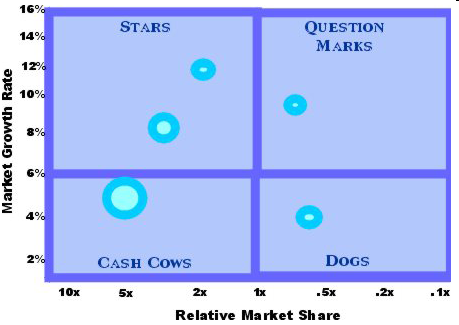 16%
14%
12%
10%
8%
6%
4%
2%
Market Growth Rate
STARS
QUESTION
MARKS
CASH COWS
DOGS
10x 5x 2x 1x .5x .2x .1x
Relative Market Share